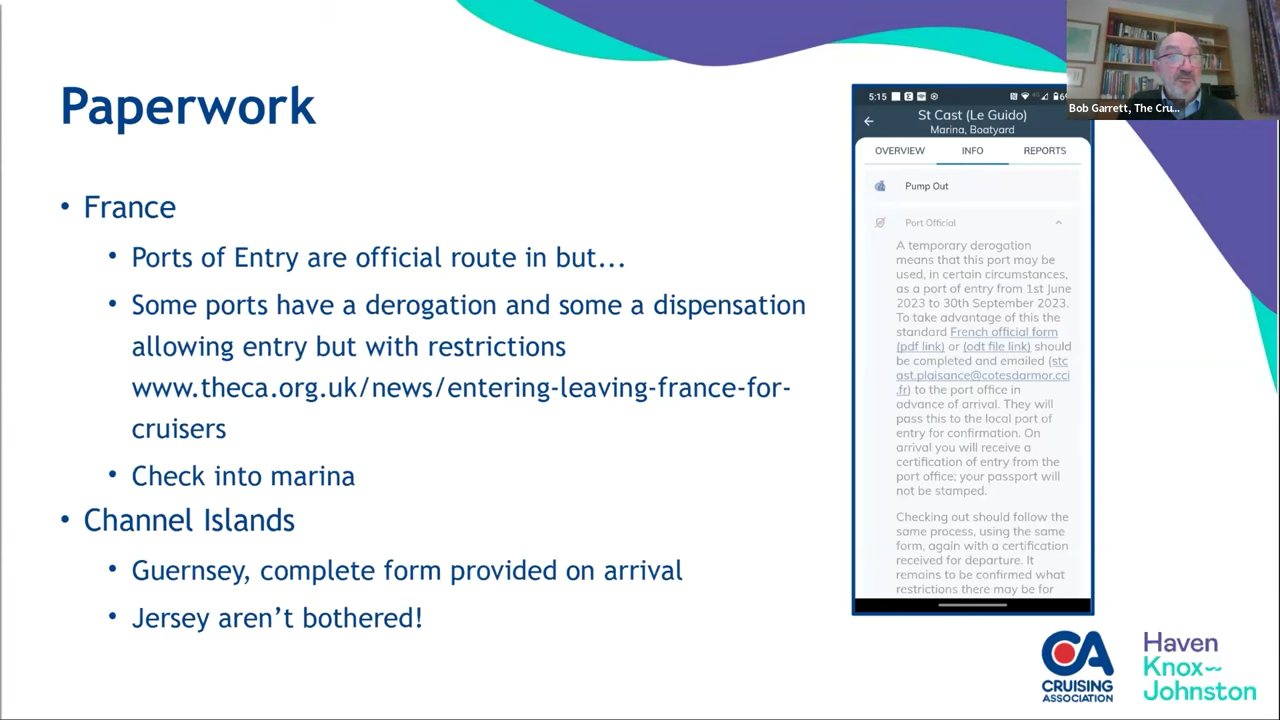 Paperwork
• France
• Ports of Entry are official route in but...
• Some ports have a derogation and some a dispensation
allowing entry but with restrictions
www.theca.org.uk/news/entering-leaving-france-for-
cruisers
• Check into marina
• Channel Islands
• Guernsey, complete form provided on arrival
• Jersey aren't bothered!
5:15
St Cast (Le Guido)
Marina, Boatyard
OVERVIEW INFO REPORTS
Pump Out
Port Official
A temporary derogation
means that this port may be
used, in certain circumstances,
as a port of entry from 1st June
2023 to 30th September 2023.
To take advantage of this the
standard French official form
(pdf link) or (odt file link) should
be completed and emailed (stc
ast.plaisance@cotesdarmor.cci
.fr) to the port office in
advance of arrival. They will
pass this to the local port of
entry for confirmation. On
arrival you will receive a
certification of entry from the
port office; your passport will
not be stamped.
Checking out should follow the
same process, using the same
form, again with a certification
received for departure. It
remains to be confirmed what
restrictions there may be for
Bob Garrett, The Cru...
CA
CRUISING
ASSOCIATION
Haven
Knox~
Johnston